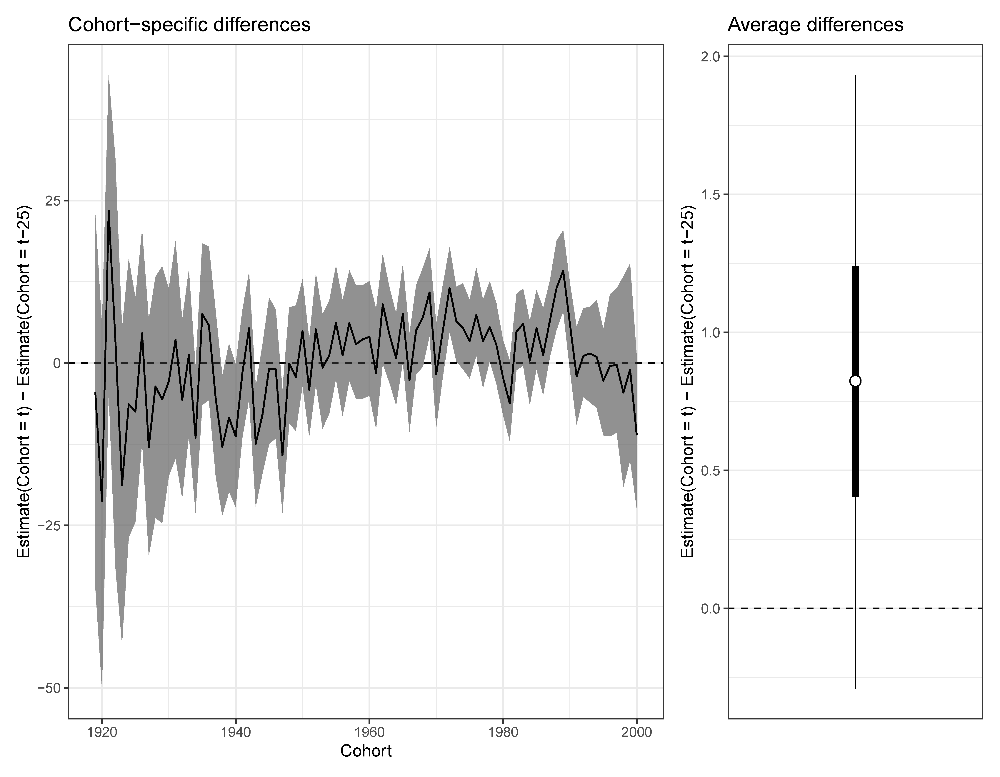 Cohort−specific differences
Estimate(Cohort = t) − Estimate(Cohort = t−25)
25
0
−25
−50
1920
1940
1960
1980
2000
Cohort
Average differences
Estimate(Cohort = t) − Estimate(Cohort = t−25)
2.0
1.5
1.0
0.5
0.0